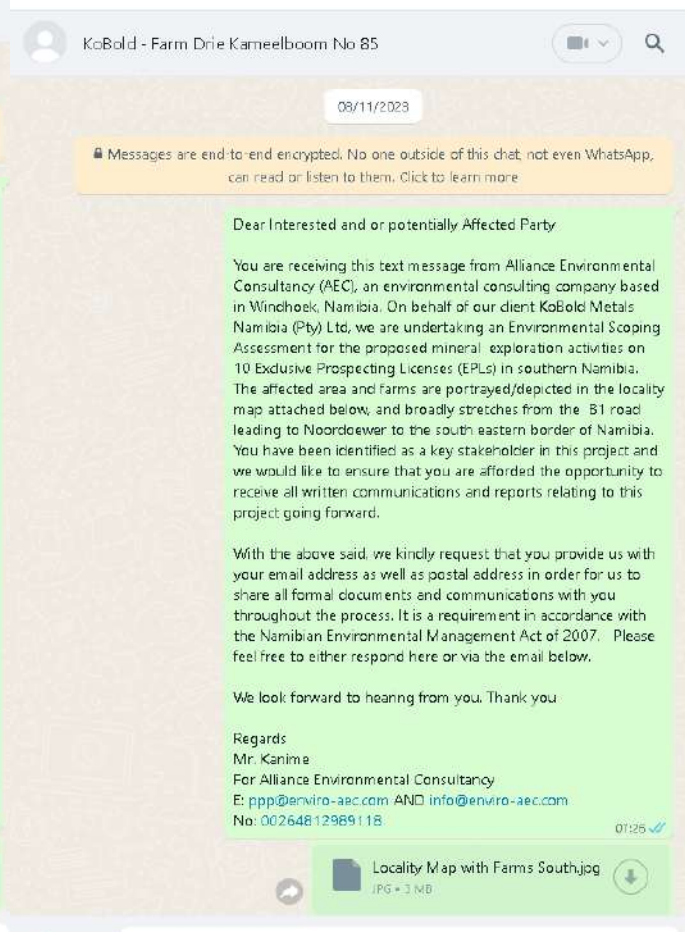 KoBold - Farm Drie Kameelboom No 85
08/11/2023
Messages are end-to-end encrypted. No one outside of this chat, not even WhatsApp,
can read or listen to them. Click to learn more
Dear Interested and or potentially Affected Party
You are receiving this text message from Alliance Environmental
Consultancy (AEC), an environmental consulting company based
in Windhoek, Namibia. On behalf of our client KoBold Metals
Namibia (Pty) Ltd, we are undertaking an Environmental Scoping
Assessment for the proposed mineral exploration activities on
10 Exclusive Prospecting Licenses (EPLs) in southern Namibia.
The affected area and farms are portrayed/depicted in the locality
map attached below, and broadly stretches from the B1 road
leading to Noordoewer to the south eastern border of Namibia.
You have been identified as a key stakeholder in this project and
we would like to ensure that you are afforded the opportunity to
receive all written communications and reports relating to this
project going forward.
With the above said, we kindly request that you provide us with
your email address as well as postal address in order for us to
share all formal documents and communications with you
throughout the process. It is a requirement in accordance with
the Namibian Environmental Management Act of 2007. Please
feel free to either respond here or via the email below.
We look forward to hearing from you. Thank you
Regards
Mr. Kanime
For Alliance Environmental Consultancy
E: ppp@enviro-aec.com AND info@enviro-aec.com
No: 00264812989118
07:26
Locality Map with Farms South.jpg
JPG • 3 MB